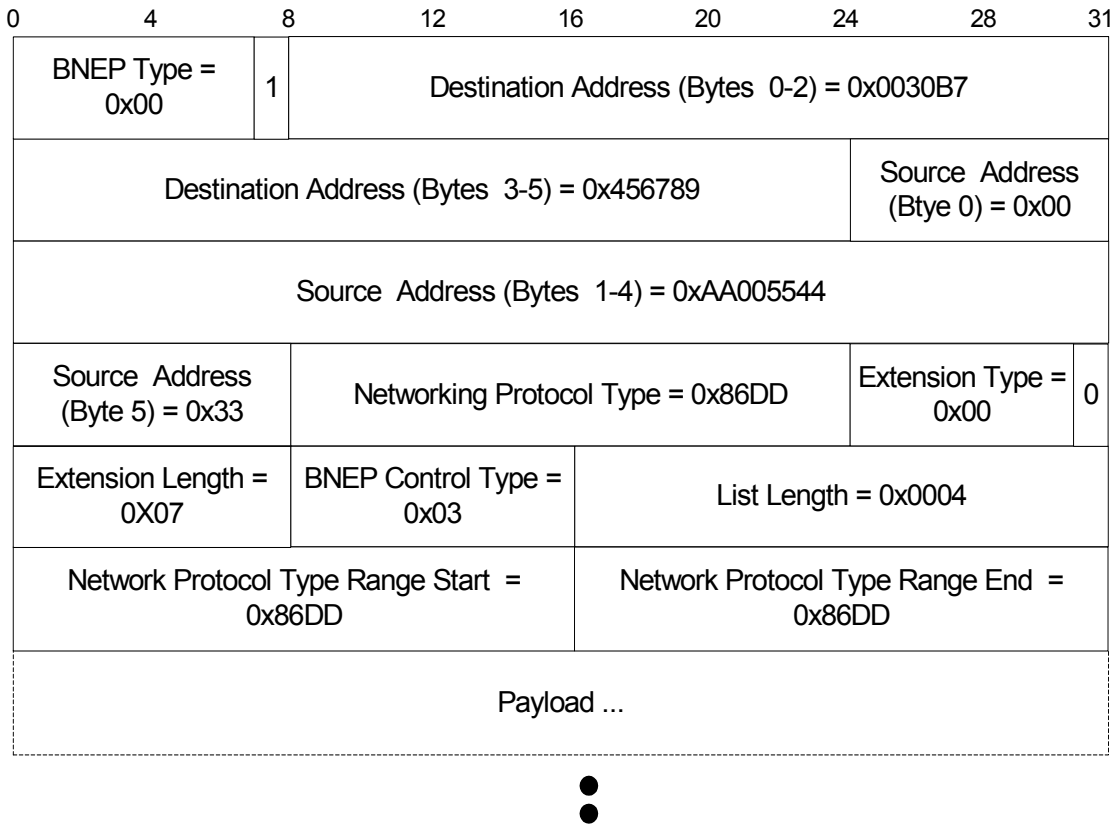 0 4 8 12 16 20 24 28 31
BNEP Type =
0x00
1
Destination Address (Bytes 0-2) = 0x0030B7
Destination Address (Bytes 3-5) = 0x456789
Source Address
(Btye 0) = 0x00
Source Address (Bytes 1-4) = 0xAA005544
Source Address
(Byte 5) = 0x33
Networking Protocol Type = 0x86DD
Extension Type =
0x00
0
Extension Length =
0X07
BNEP Control Type =
0x03
List Length = 0x0004
Network Protocol Type Range Start =
0x86DD
Network Protocol Type Range End =
0x86DD
Payload ...